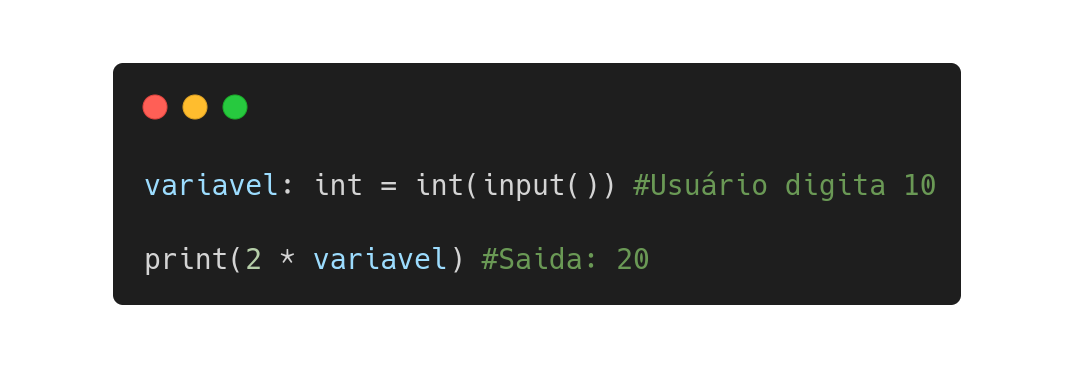 variavel: int = int(input()) #Usuário digita 10
print(2 * variavel) #Saida: 20